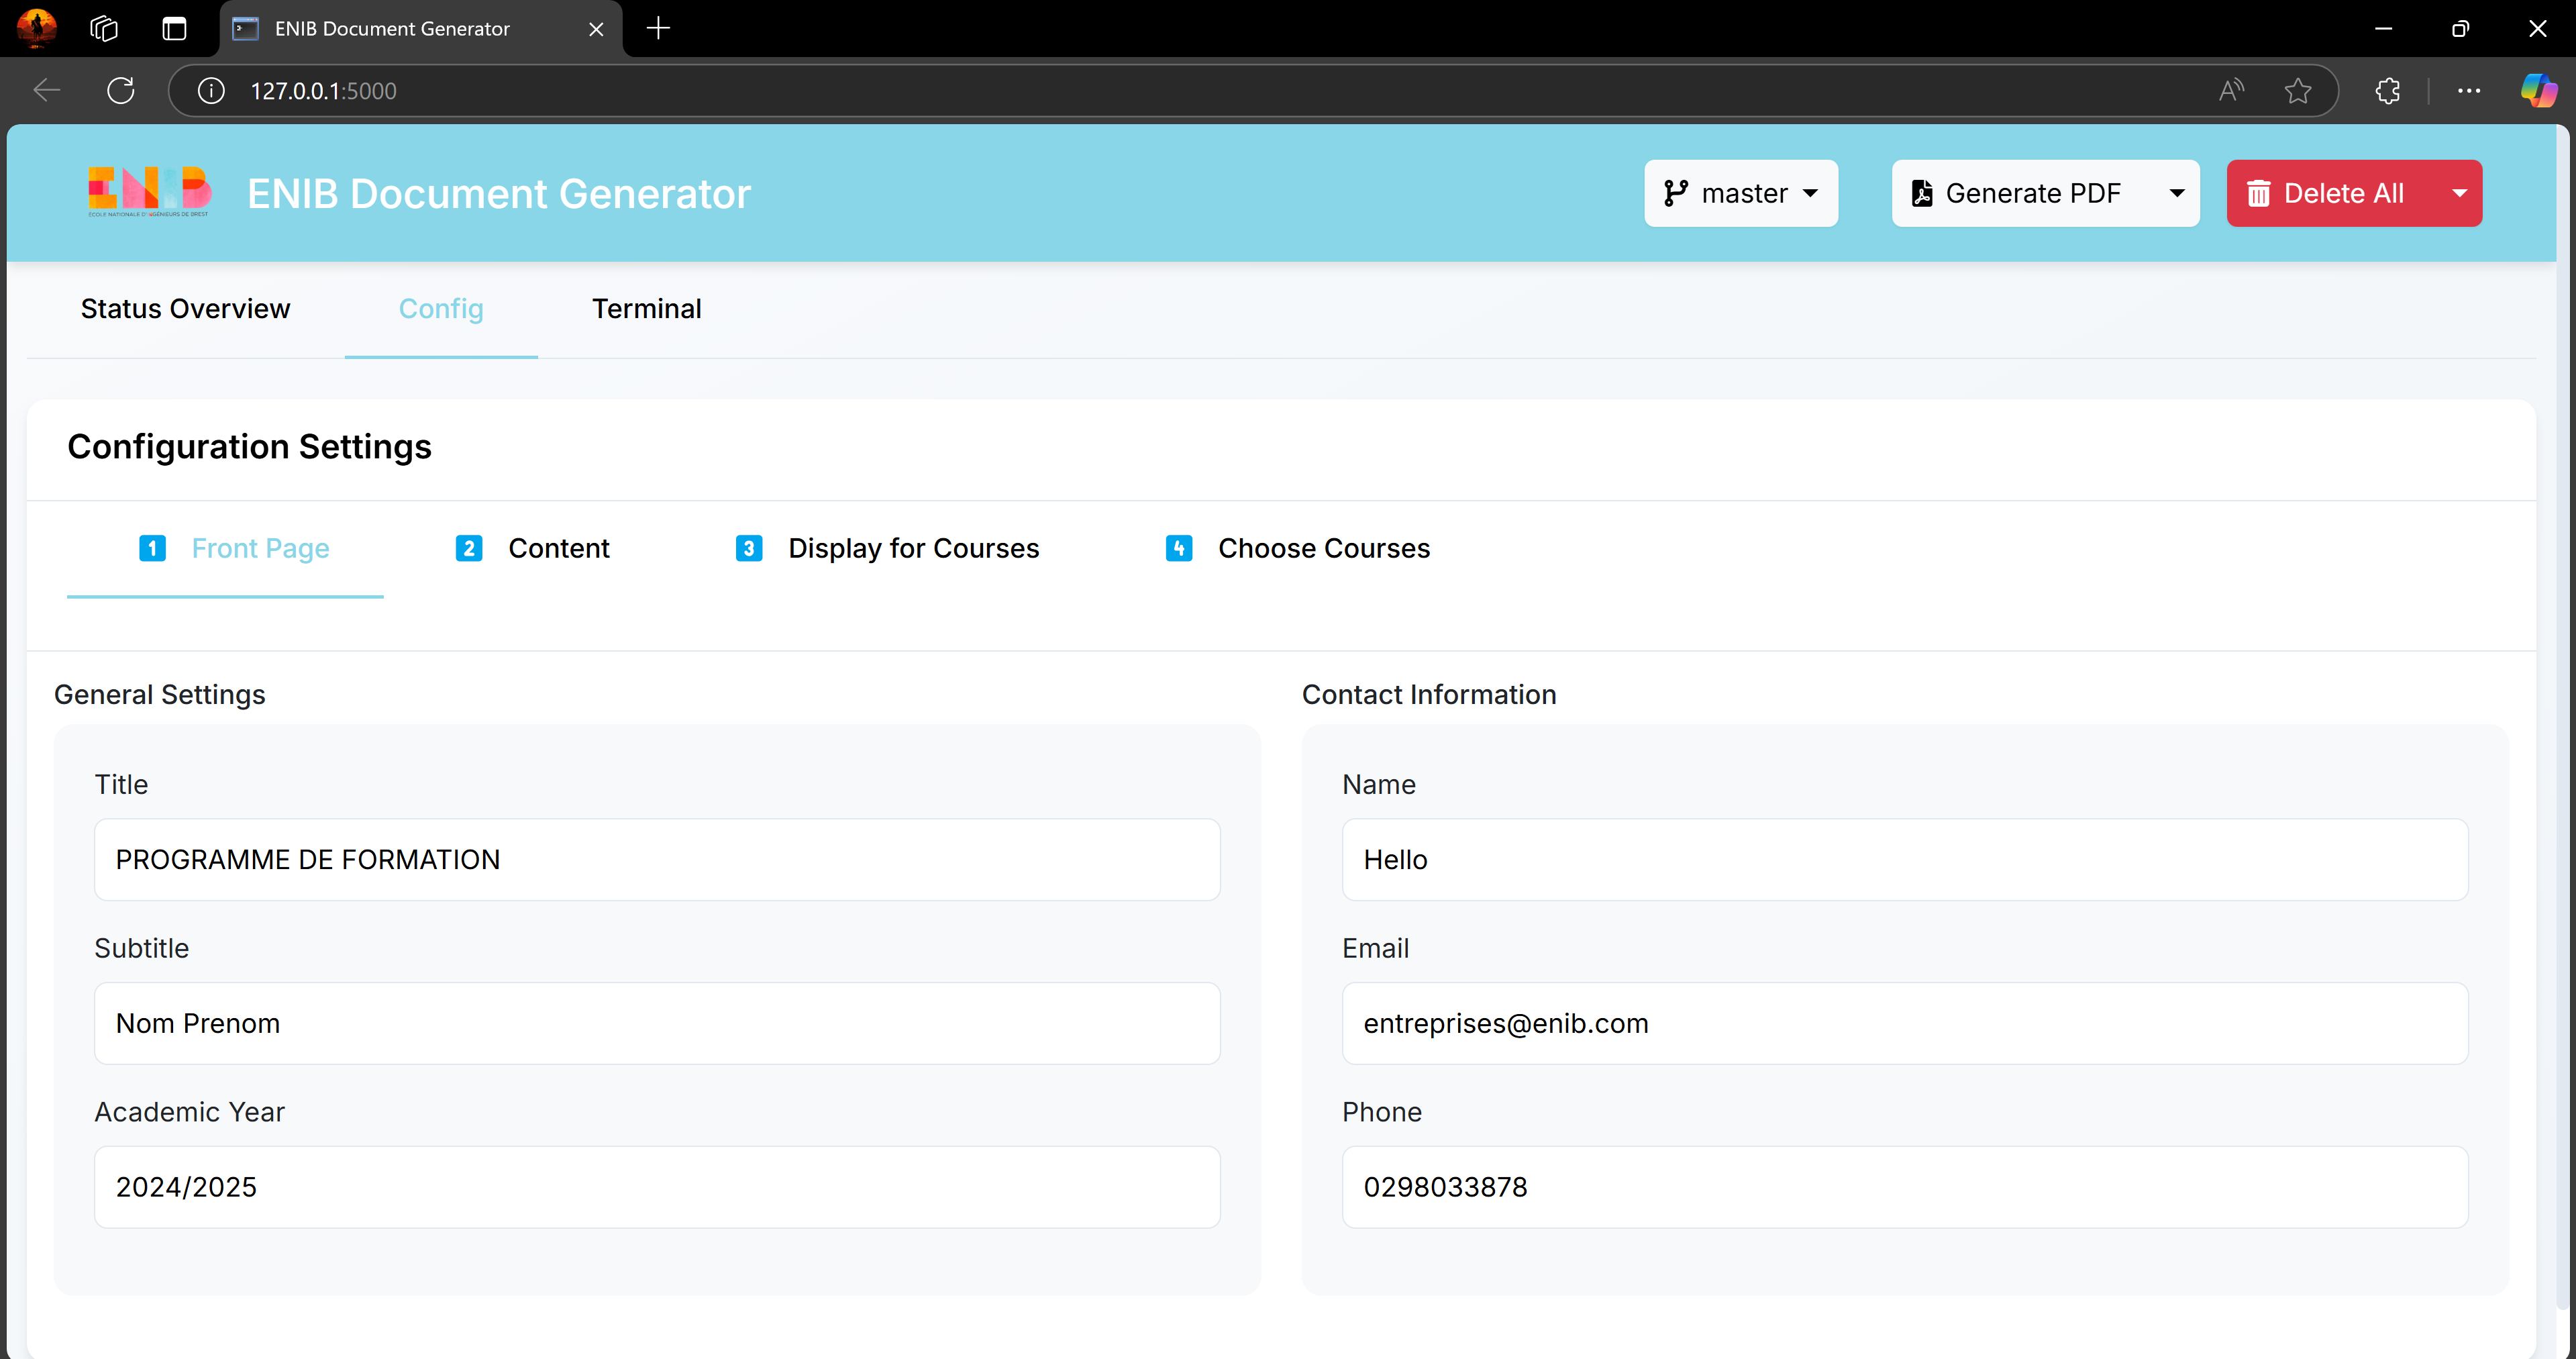 ENIB Document Generator
127.0.0.1:5000
ENIB
ÉCOLE NATIONALE D'INGÉNIEURS DE BREST
ENIB Document Generator
master
Generate PDF
Delete All
Status Overview
Config
Terminal
Configuration Settings
1 Front Page
2 Content
3 Display for Courses
4 Choose Courses
General Settings
Contact Information
Title
PROGRAMME DE FORMATION
Subtitle
Nom Prenom
Academic Year
2024/2025
Name
Hello
Email
entreprises@enib.com
Phone
0298033878